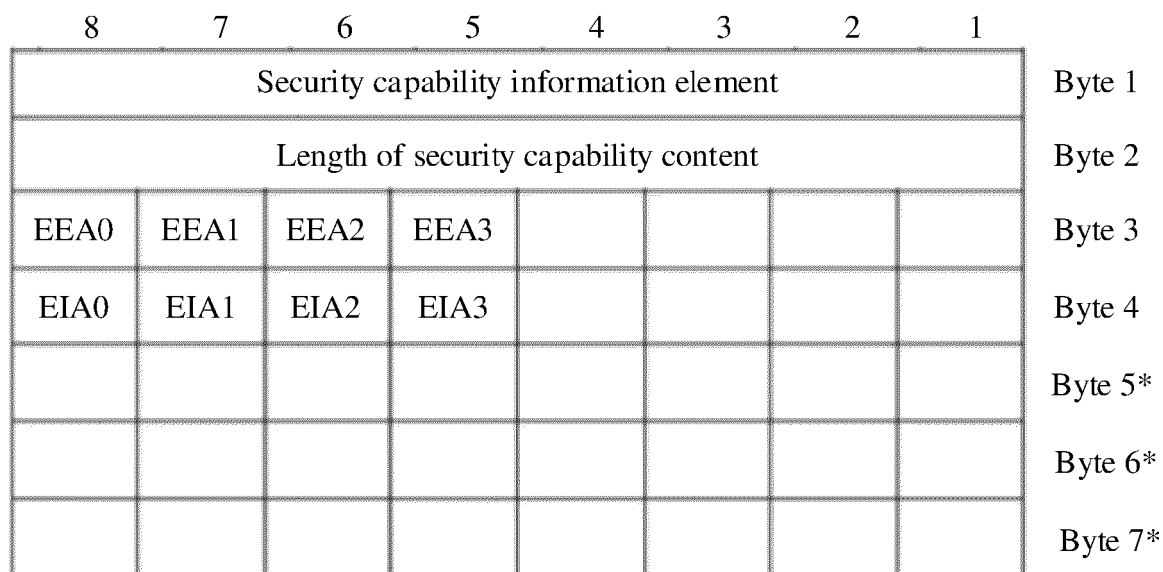 8 7 6 5 4 3 2 1
Security capability information element Byte 1
Length of security capability content Byte 2
EEA0 EEA1 EEA2 EEA3 Byte 3
EIA0 EIA1 EIA2 EIA3 Byte 4
Byte 5*
Byte 6*
Byte 7*